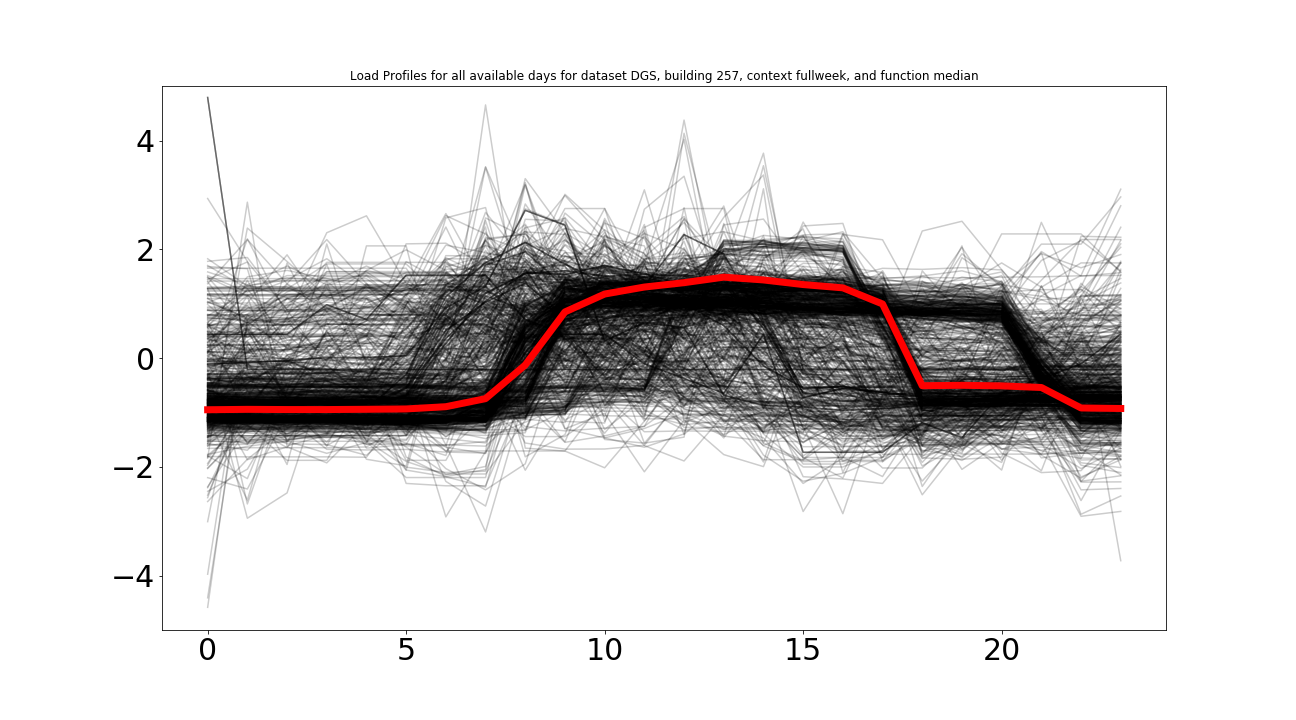 Load Profiles for all available days for dataset DGS, building 257, context fullweek, and function median
4
2
0
−2
−4
0 5 10 15 20